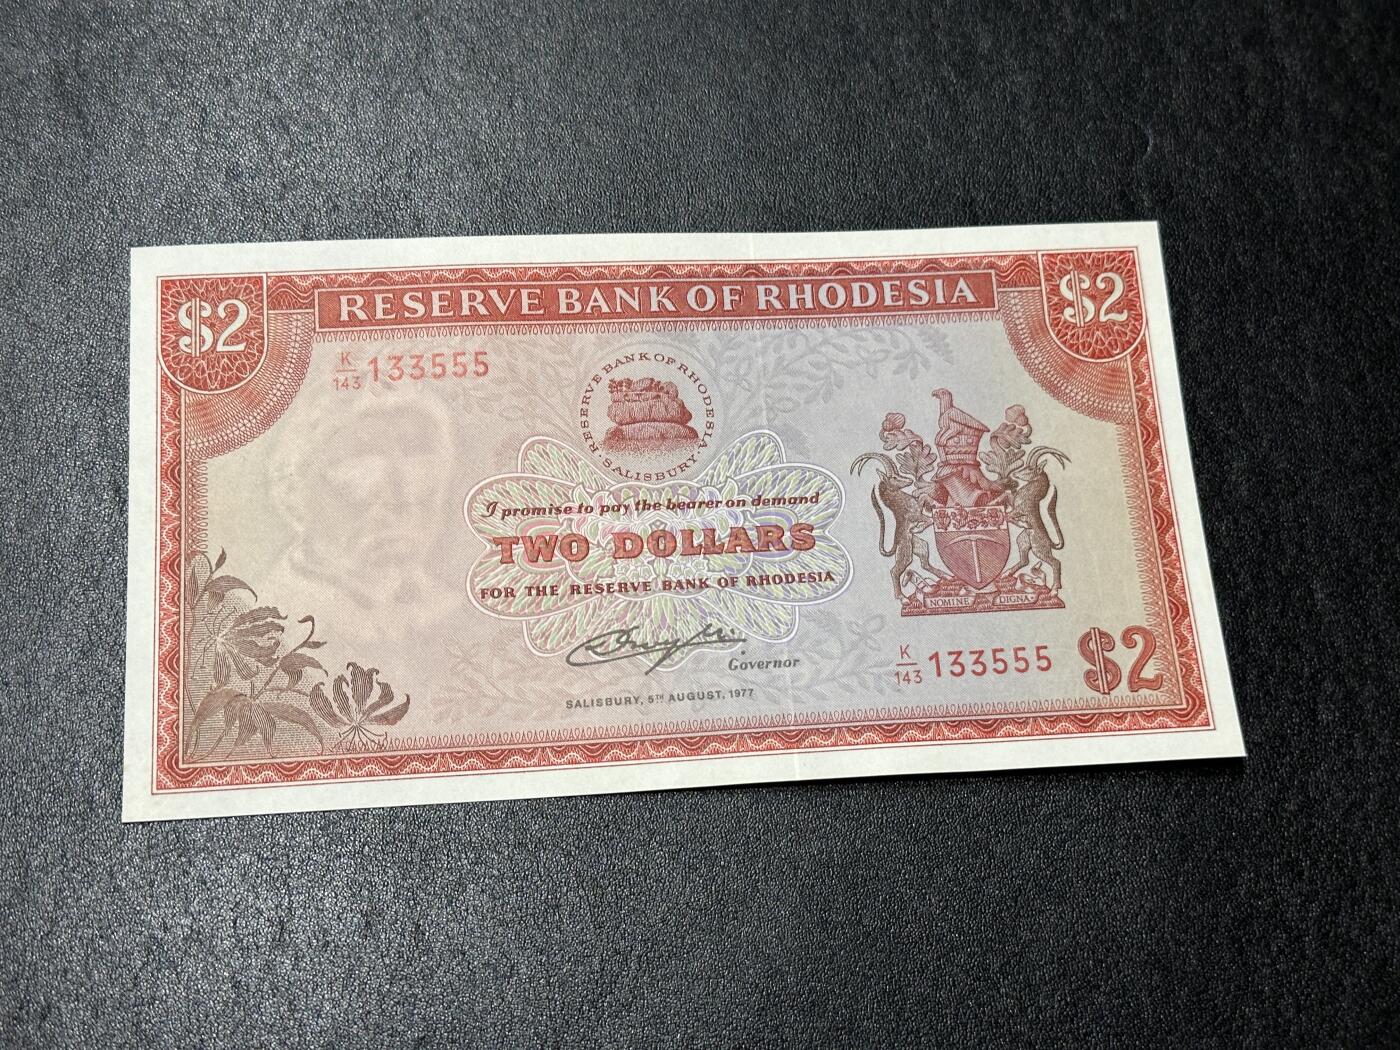 $2
RESERVE BANK OF RHODESIA
$2
K/143 133555
RESERVE BANK OF RHODESIA
· SALISBURY ·
I promise to pay the bearer on demand
TWO DOLLARS
FOR THE RESERVE BANK OF RHODESIA
NOMINE DIGNA
Governor
K/143 133555
$2
SALISBURY, 5TH AUGUST, 1977